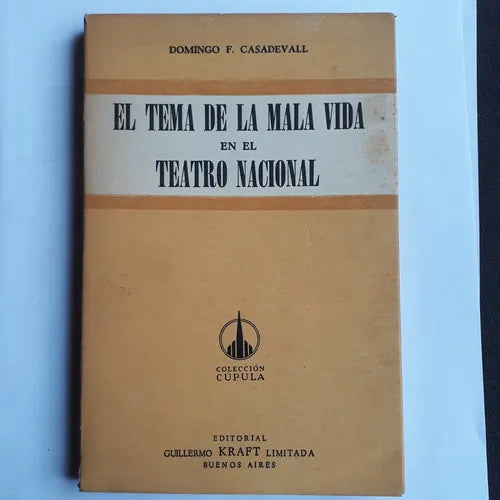 DOMINGO F. CASADEVALL
EL TEMA DE LA MALA VIDA
EN EL
TEATRO NACIONAL
COLECCIÓN
CÚPULA
EDITORIAL
GUILLERMO KRAFT LIMITADA
BUENOS AIRES